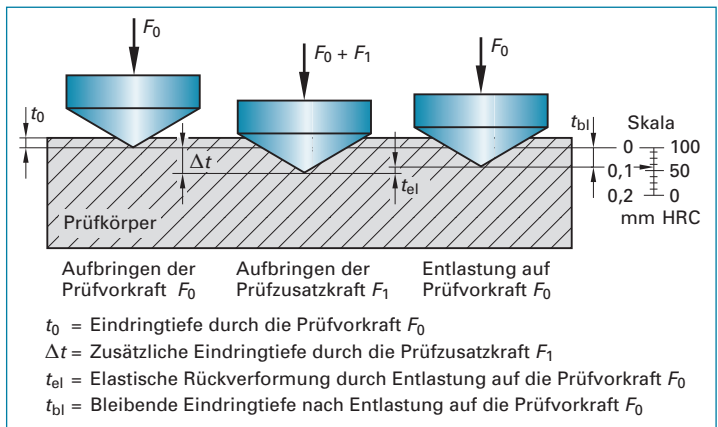 F₀
F₀ + F₁
F₀
t₀
Δt
tₑₗ
t_bl
Skala
0 100
0,1 50
0,2 0
mm HRC
Prüfkörper
Aufbringen der Prüfvorkraft F₀
Aufbringen der Prüfzusatzkraft F₁
Entlastung auf Prüfvorkraft F₀
t₀ = Eindringtiefe durch die Prüfvorkraft F₀
Δt = Zusätzliche Eindringtiefe durch die Prüfzusatzkraft F₁
tₑₗ = Elastische Rückverformung durch Entlastung auf die Prüfvorkraft F₀
t_bl = Bleibende Eindringtiefe nach Entlastung auf die Prüfvorkraft F₀